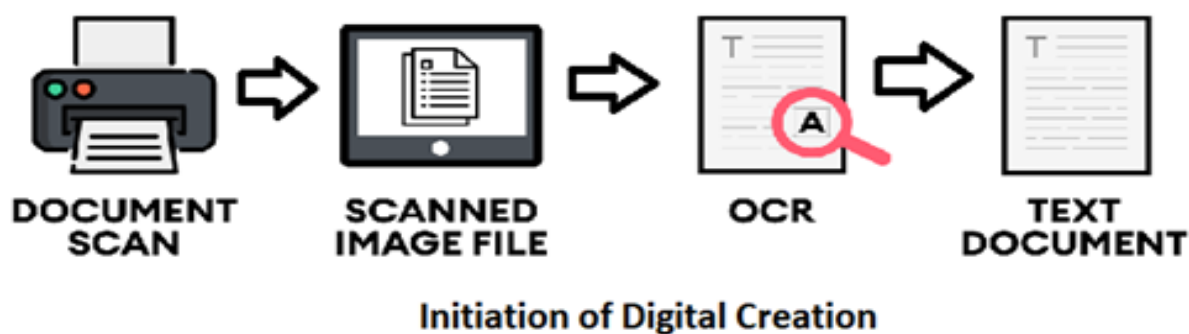 DOCUMENT
SCAN
SCANNED
IMAGE FILE
T
A
OCR
T
TEXT
DOCUMENT
Initiation of Digital Creation